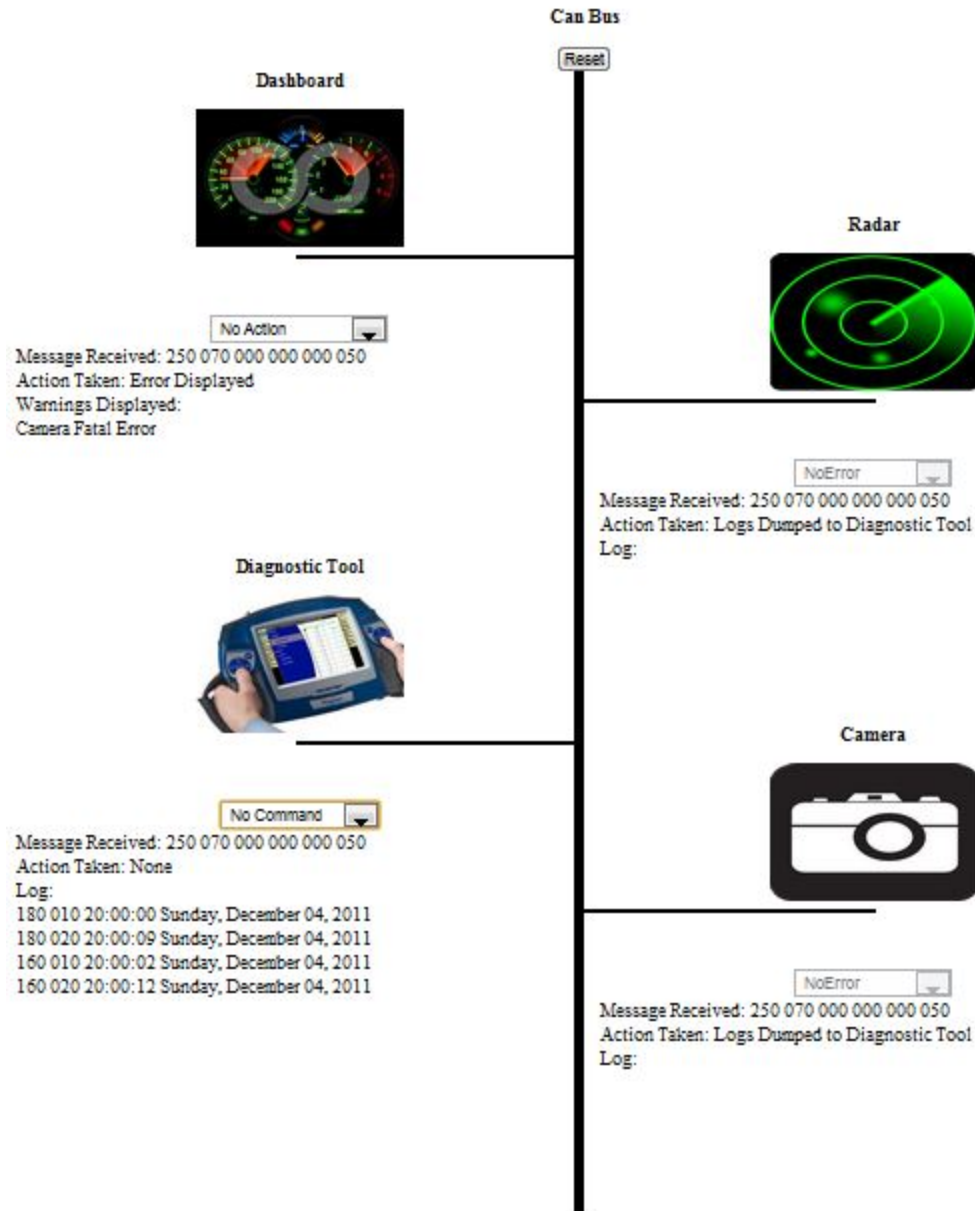 Can Bus
Reset
Dashboard
No Action
Message Received: 250 070 000 000 000 050
Action Taken: Error Displayed
Warnings Displayed:
Camera Fatal Error
Radar
NoError
Message Received: 250 070 000 000 000 050
Action Taken: Logs Dumped to Diagnostic Tool
Log:
Diagnostic Tool
No Command
Message Received: 250 070 000 000 000 050
Action Taken: None
Log:
180 010 20:00:00 Sunday, December 04, 2011
180 020 20:00:09 Sunday, December 04, 2011
160 010 20:00:02 Sunday, December 04, 2011
160 020 20:00:12 Sunday, December 04, 2011
Camera
NoError
Message Received: 250 070 000 000 000 050
Action Taken: Logs Dumped to Diagnostic Tool
Log: